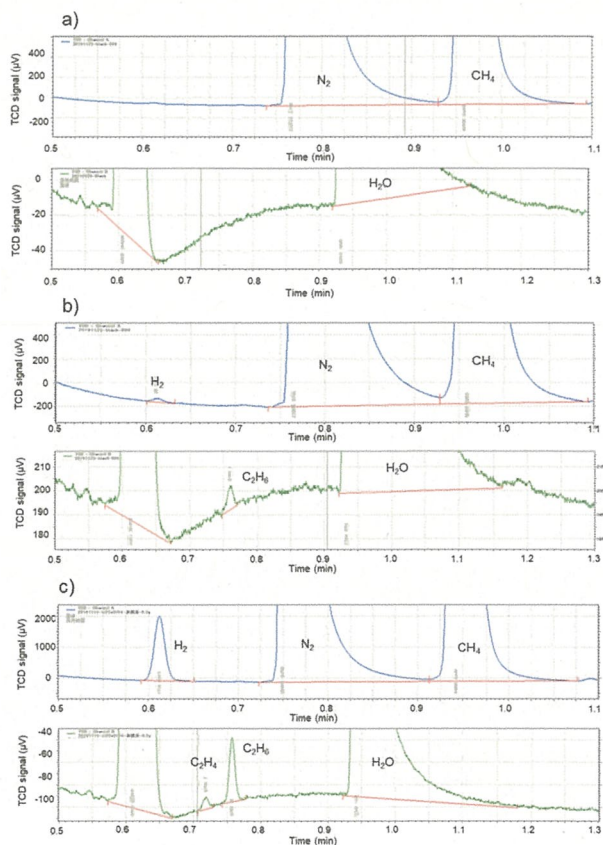 a)
TCD signal (µV)
400
200
0
-200
N2
CH4
0.5 0.6 0.7 0.8 0.9 1.0 1.1
Time (min)
TCD signal (µV)
0
-20
-40
H2O
0.5 0.6 0.7 0.8 0.9 1.0 1.1 1.2 1.3
Time (min)
b)
TCD signal (µV)
400
200
0
-200
H2
N2
CH4
0.5 0.6 0.7 0.8 0.9 1.0 1.1
Time (min)
TCD signal (µV)
210
200
190
180
C2H6
H2O
0.5 0.6 0.7 0.8 0.9 1.0 1.1 1.2 1.3
Time (min)
c)
TCD signal (µV)
2000
1000
0
H2
N2
CH4
0.5 0.6 0.7 0.8 0.9 1.0 1.1
Time (min)
TCD signal (µV)
-40
-60
-80
-100
C2H4
C2H6
H2O
0.5 0.6 0.7 0.8 0.9 1.0 1.1 1.2 1.3
Time (min)